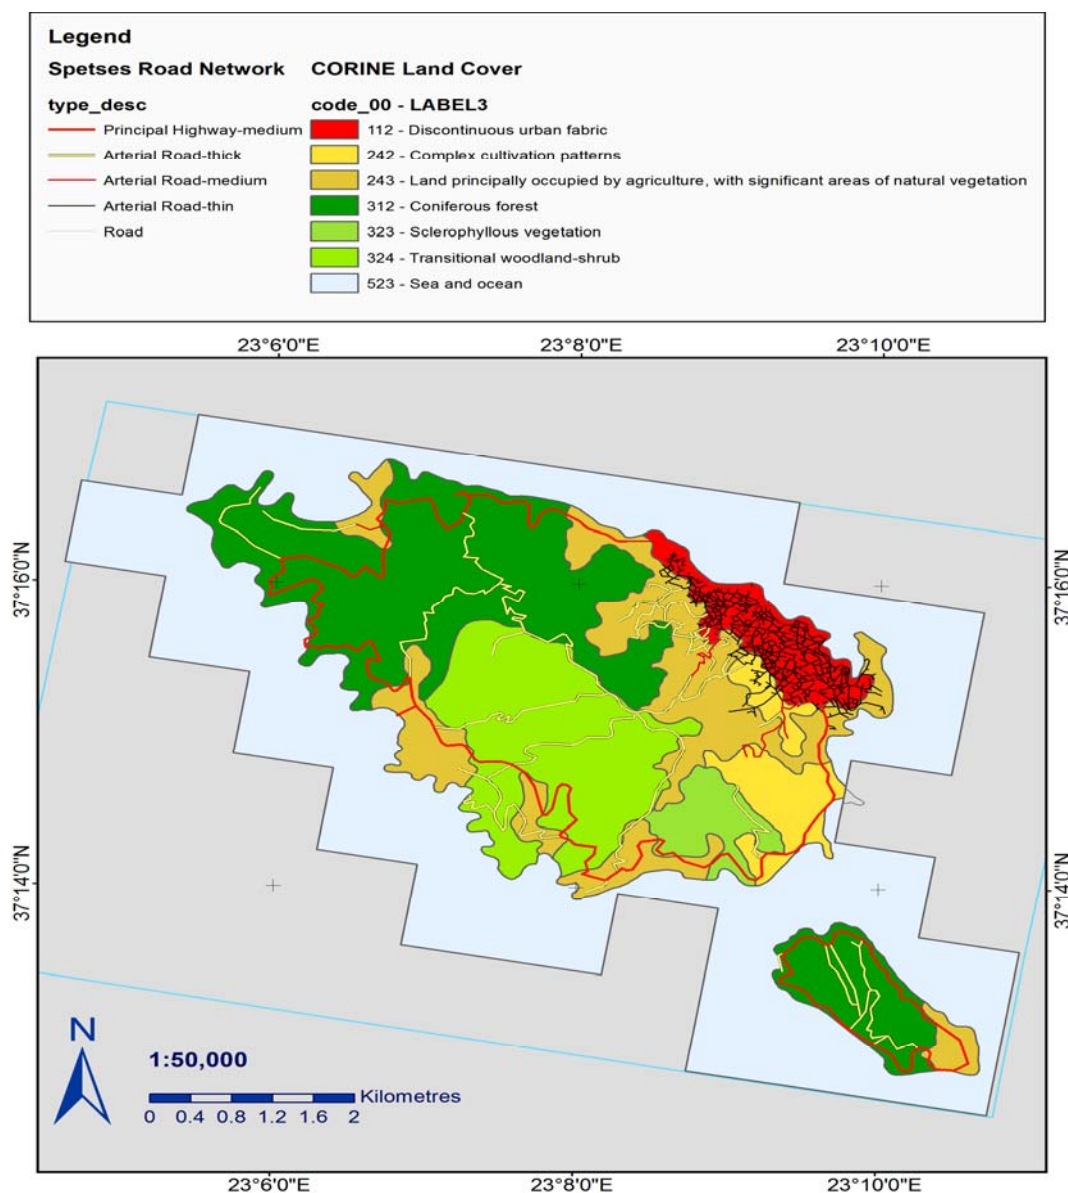 Legend
Spetses Road Network CORINE Land Cover
type_desc code_00 - LABEL3
Principal Highway-medium 112 - Discontinuous urban fabric
Arterial Road-thick 242 - Complex cultivation patterns
Arterial Road-medium 243 - Land principally occupied by agriculture, with significant areas of natural vegetation
Arterial Road-thin 312 - Coniferous forest
Road 323 - Sclerophyllous vegetation
324 - Transitional woodland-shrub
523 - Sea and ocean
23°6'0"E 23°8'0"E 23°10'0"E
37°16'0"N 37°16'0"N
37°14'0"N 37°14'0"N
N
1:50,000
Kilometres
0 0.4 0.8 1.2 1.6 2
23°6'0"E 23°8'0"E 23°10'0"E